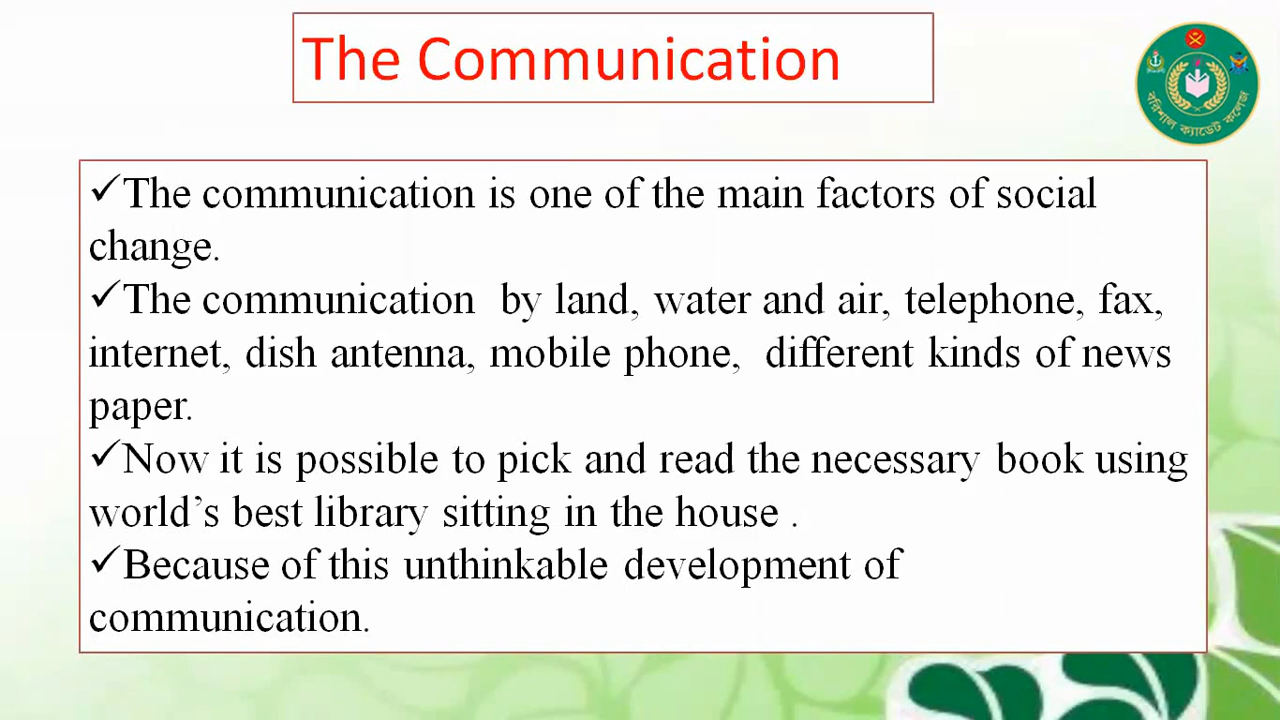 The Communication
বরিশাল ক্যাডেট কলেজ
✓The communication is one of the main factors of social
change.
✓The communication  by land, water and air, telephone, fax,
internet, dish antenna, mobile phone,  different kinds of news
paper.
✓Now it is possible to pick and read the necessary book using
world’s best library sitting in the house .
✓Because of this unthinkable development of
communication.